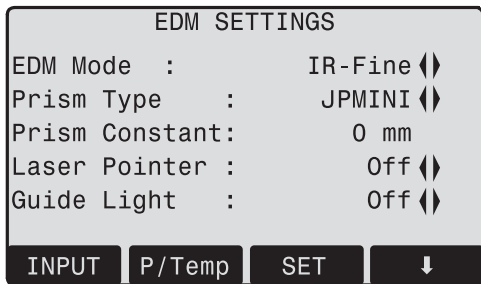 EDM SETTINGS
EDM Mode : IR-Fine
Prism Type : JPMINI
Prism Constant: 0 mm
Laser Pointer : Off
Guide Light : Off
INPUT P/Temp SET ⬇